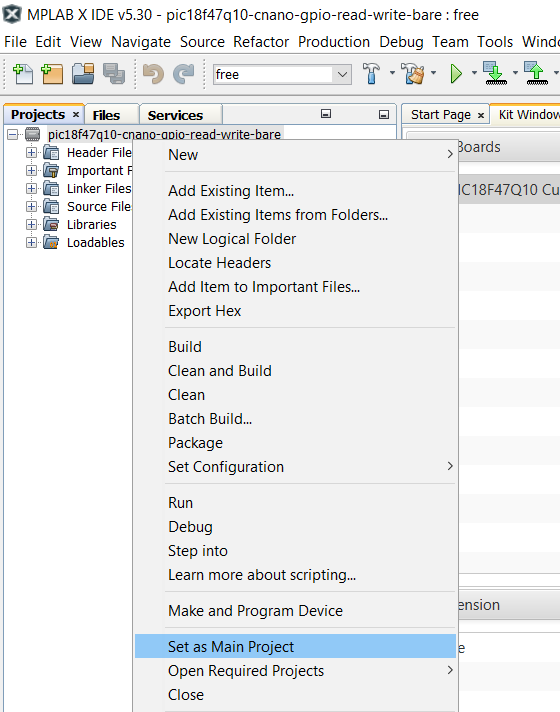 MPLAB X IDE v5.30 - pic18f47q10-cnano-gpio-read-write-bare : free
File Edit View Navigate Source Refactor Production Debug Team Tools Windo
free
Projects × Files Services
Start Page × Kit Window
pic18f47q10-cnano-gpio-read-write-bare
Boards
Header File
New
Important F
Linker Files
Add Existing Item...
IC18F47Q10 Cu
Source File
Add Existing Items from Folders...
Libraries
New Logical Folder
Loadables
Locate Headers
Add Item to Important Files...
Export Hex
Build
Clean and Build
Clean
Batch Build...
Package
Set Configuration
Run
Debug
Step into
Learn more about scripting...
Make and Program Device
ension
Set as Main Project
e
Open Required Projects
Close